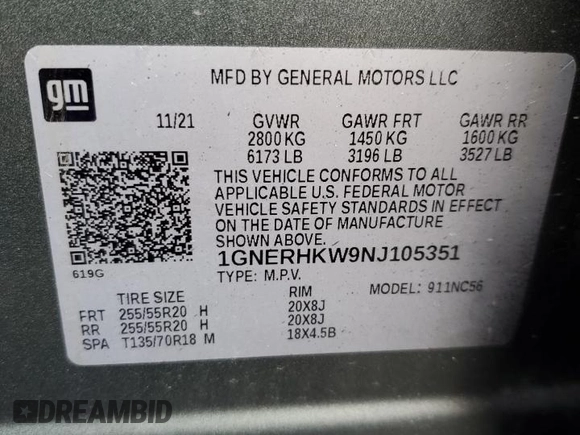 gm
MFD BY GENERAL MOTORS LLC
11/21 GVWR GAWR FRT GAWR RR
2800 KG 1450 KG 1600 KG
6173 LB 3196 LB 3527 LB
THIS VEHICLE CONFORMS TO ALL
APPLICABLE U.S. FEDERAL MOTOR
VEHICLE SAFETY STANDARDS IN EFFECT
ON THE DATE OF MANUFACTURE
SHOWN ABOVE.
619G
1GNERHKW9NJ105351
TYPE: M.P.V. MODEL: 911NC56
TIRE SIZE RIM
FRT 255/55R20 H 20X8J
RR 255/55R20 H 20X8J
SPA T135/70R18 M 18X4.5B
DREAMBID